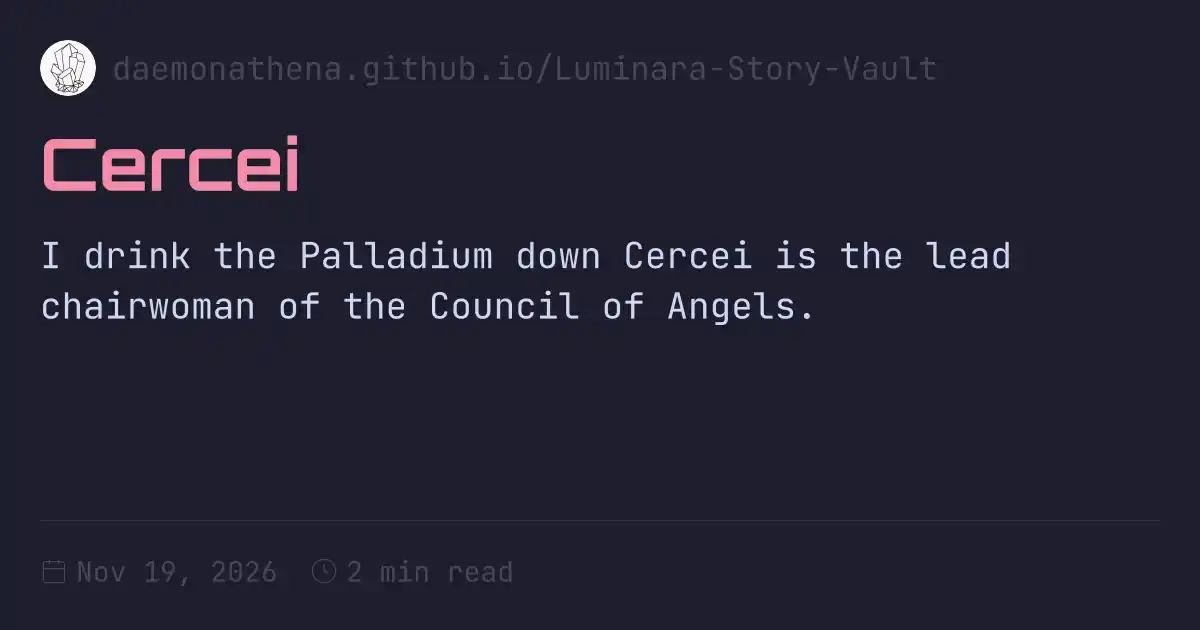 daemonathena.github.io/Luminara-Story-Vault
Cercei
I drink the Palladium down Cercei is the lead
chairwoman of the Council of Angels.
Nov 19, 2026 2 min read